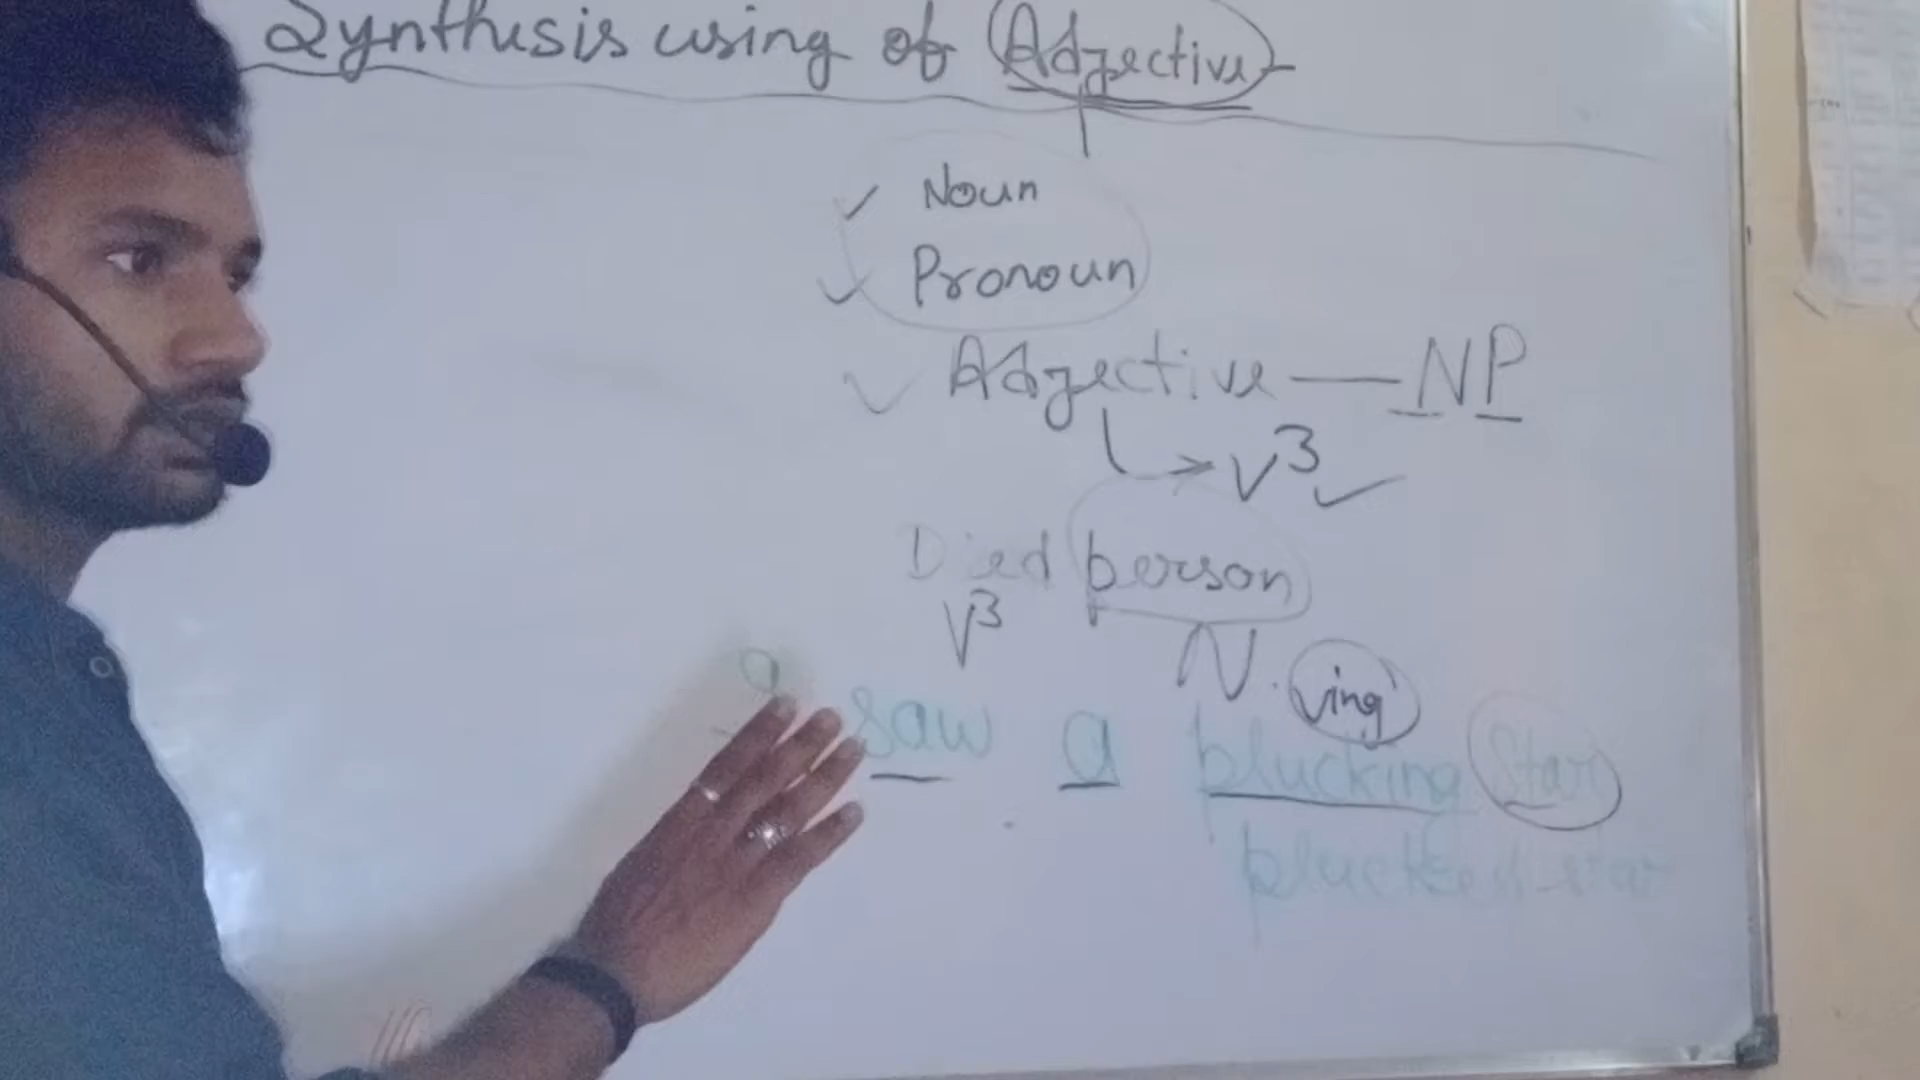 Synthesis using of Adjective
Noun
Pronoun
Adjective — NP
V3
Died person
V3 N. Ving
saw a plucking Star
plucked star